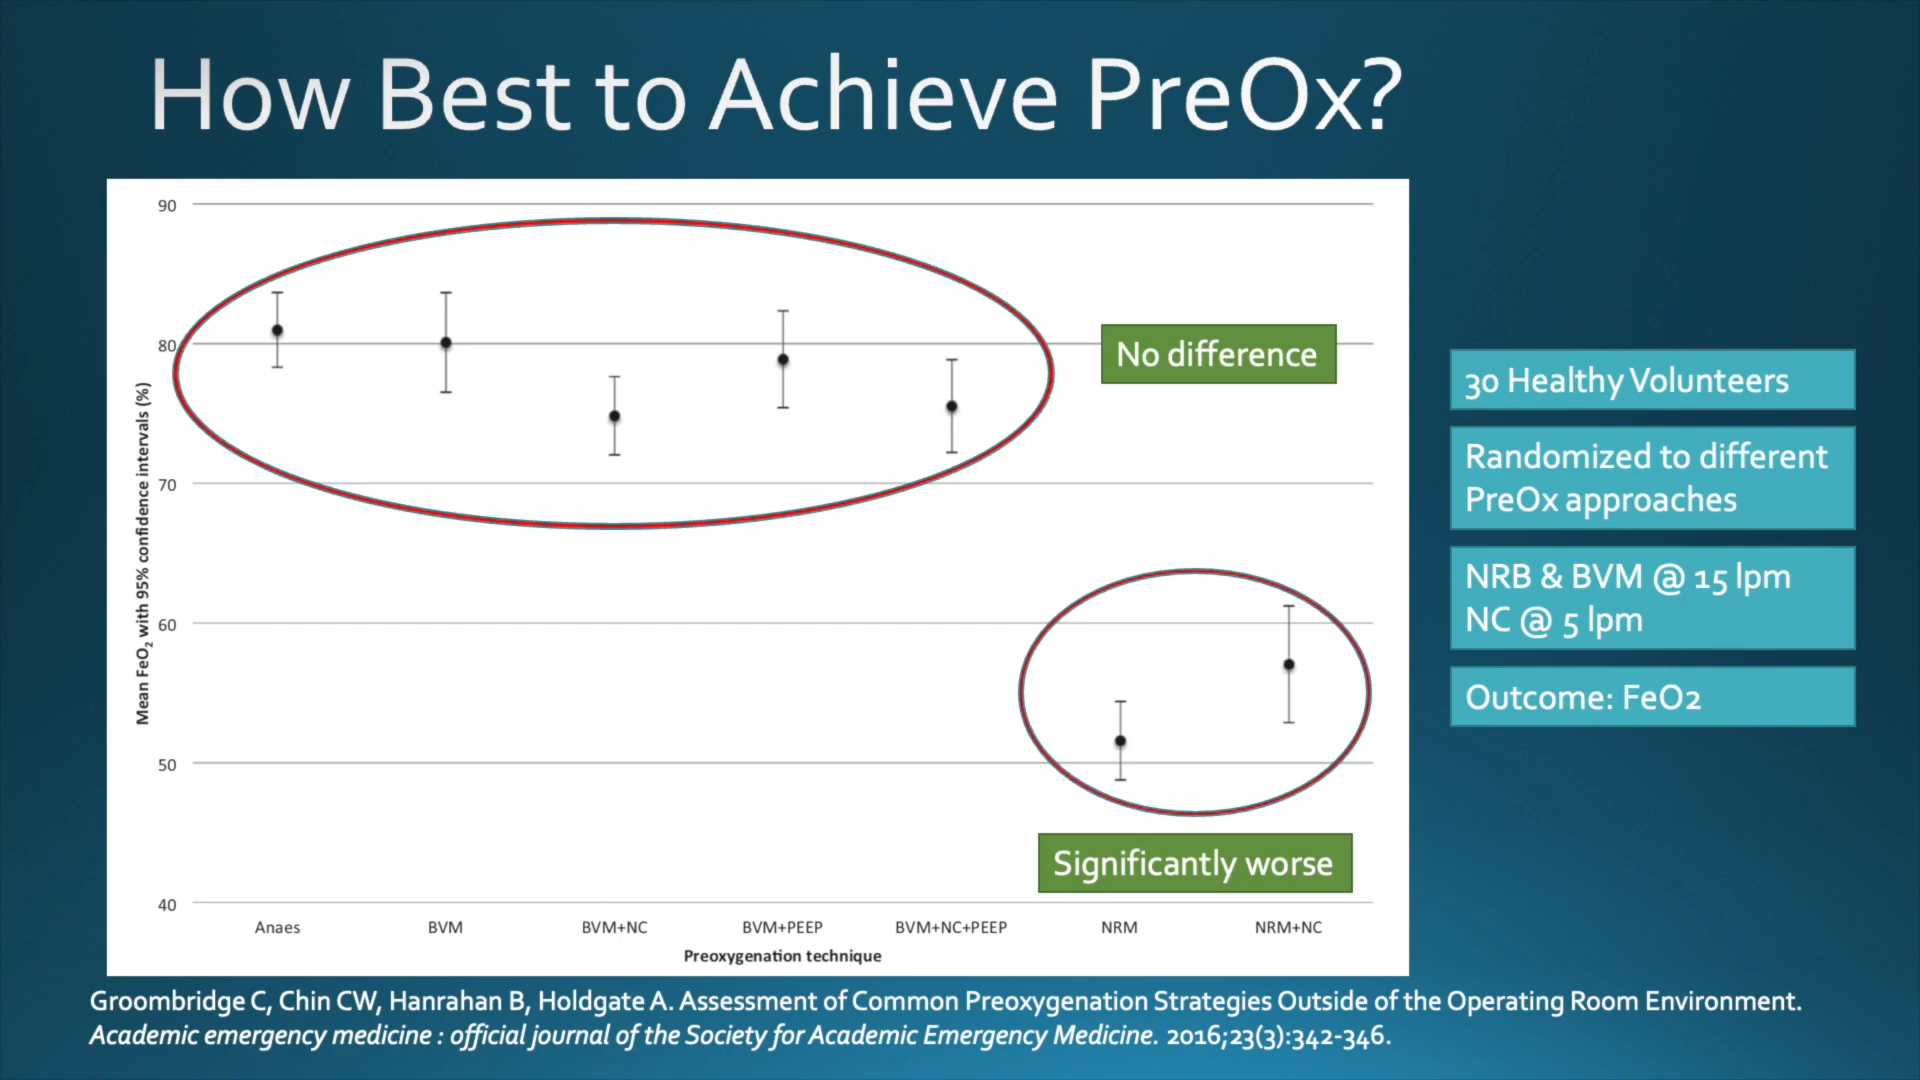 How Best to Achieve PreOx?
90
80
70
60
50
40
Mean FeO₂ with 95% confidence intervals (%)
Anaes
BVM
BVM+NC
BVM+PEEP
BVM+NC+PEEP
NRM
NRM+NC
Preoxygenation technique
No difference
Significantly worse
30 Healthy Volunteers
Randomized to different
PreOx approaches
NRB & BVM @ 15 lpm
NC @ 5 lpm
Outcome: FeO2
Groombridge C, Chin CW, Hanrahan B, Holdgate A. Assessment of Common Preoxygenation Strategies Outside of the Operating Room Environment.
Academic emergency medicine : official journal of the Society for Academic Emergency Medicine. 2016;23(3):342-346.